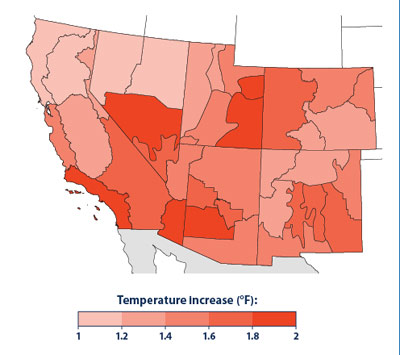 Temperature increase (°F):
1 1.2 1.4 1.6 1.8 2